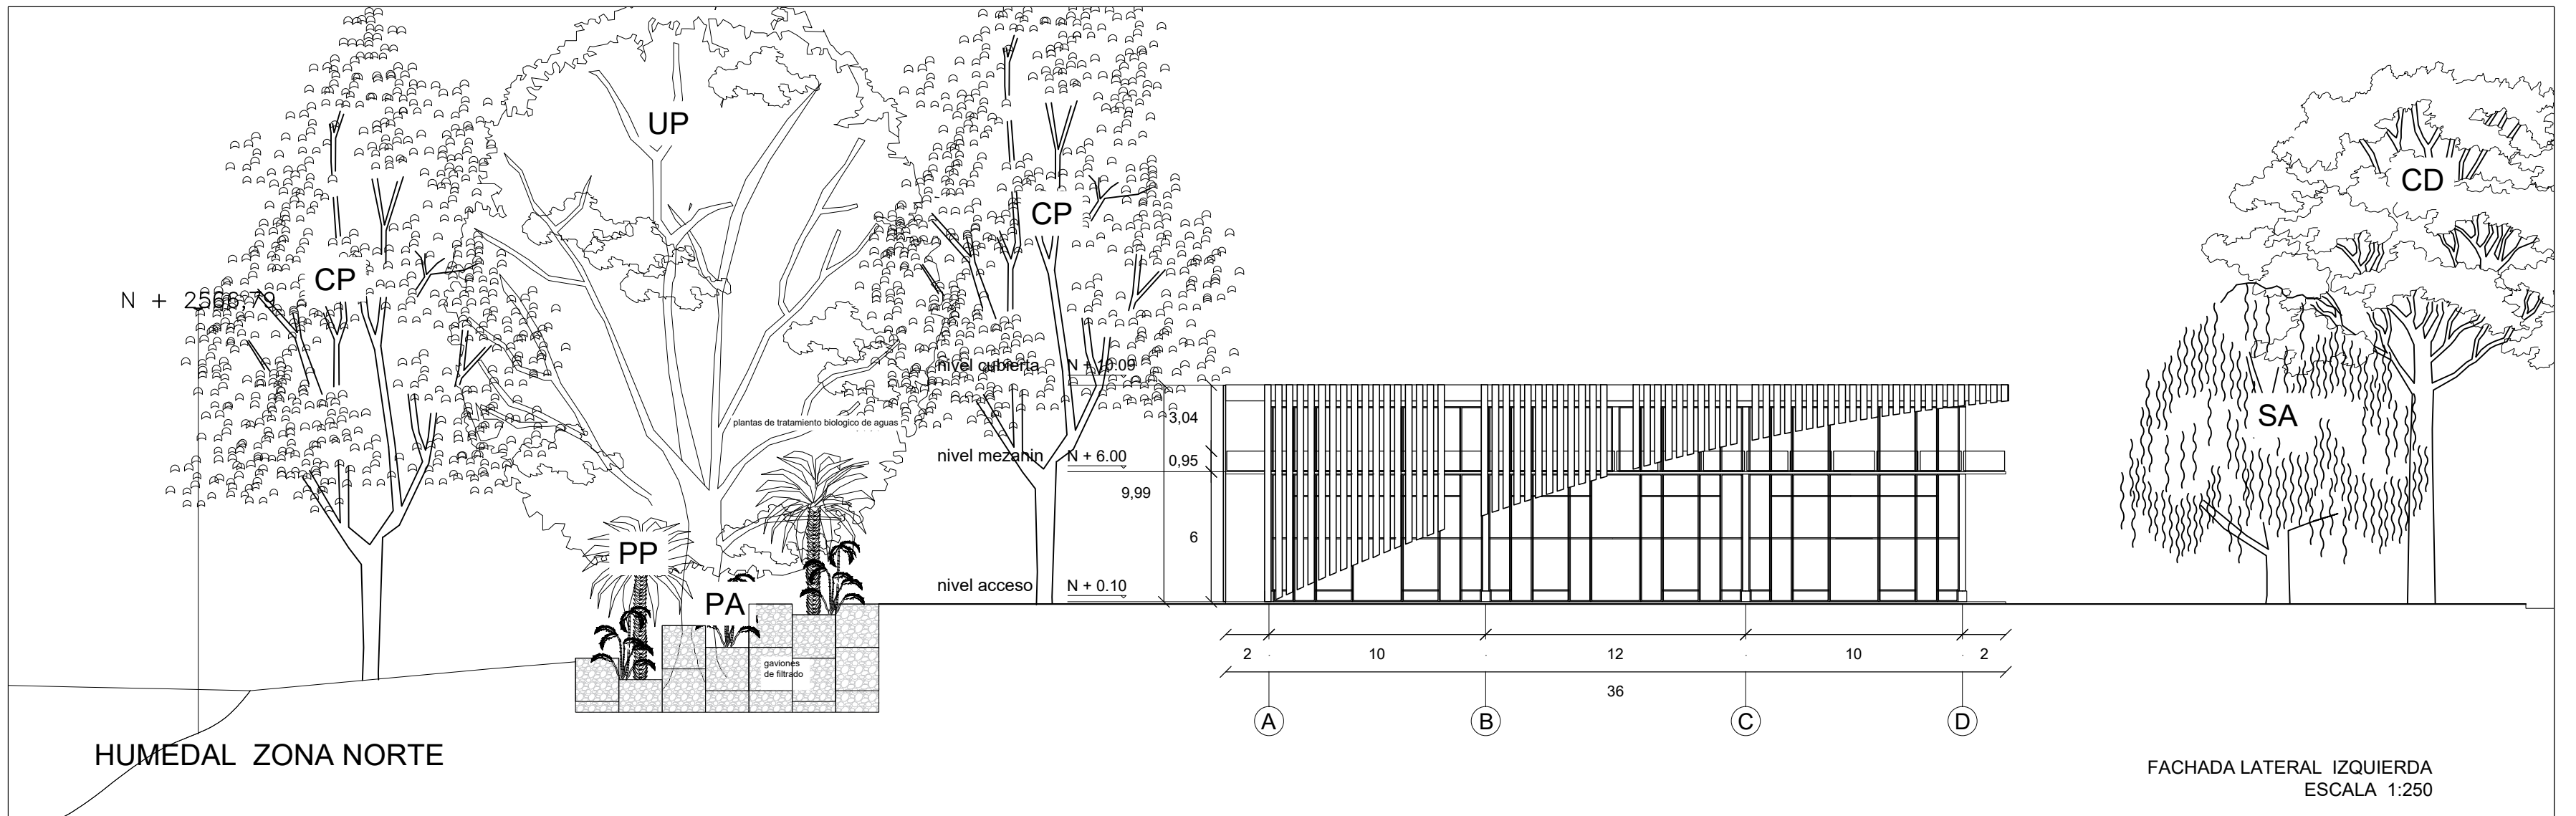 UP
CD
CP
CP
N + 2566,79
nivel cubierta N + 10.09
SA
3,04
plantas de tratamiento biologico de aguas
nivel mezanin N + 6.00
0,95
9,99
6
PP
PA
nivel acceso N + 0.10
gaviones
de filtrado
2 10 12 10 2
36
A B C D
HUMEDAL ZONA NORTE
FACHADA LATERAL IZQUIERDA
ESCALA 1:250